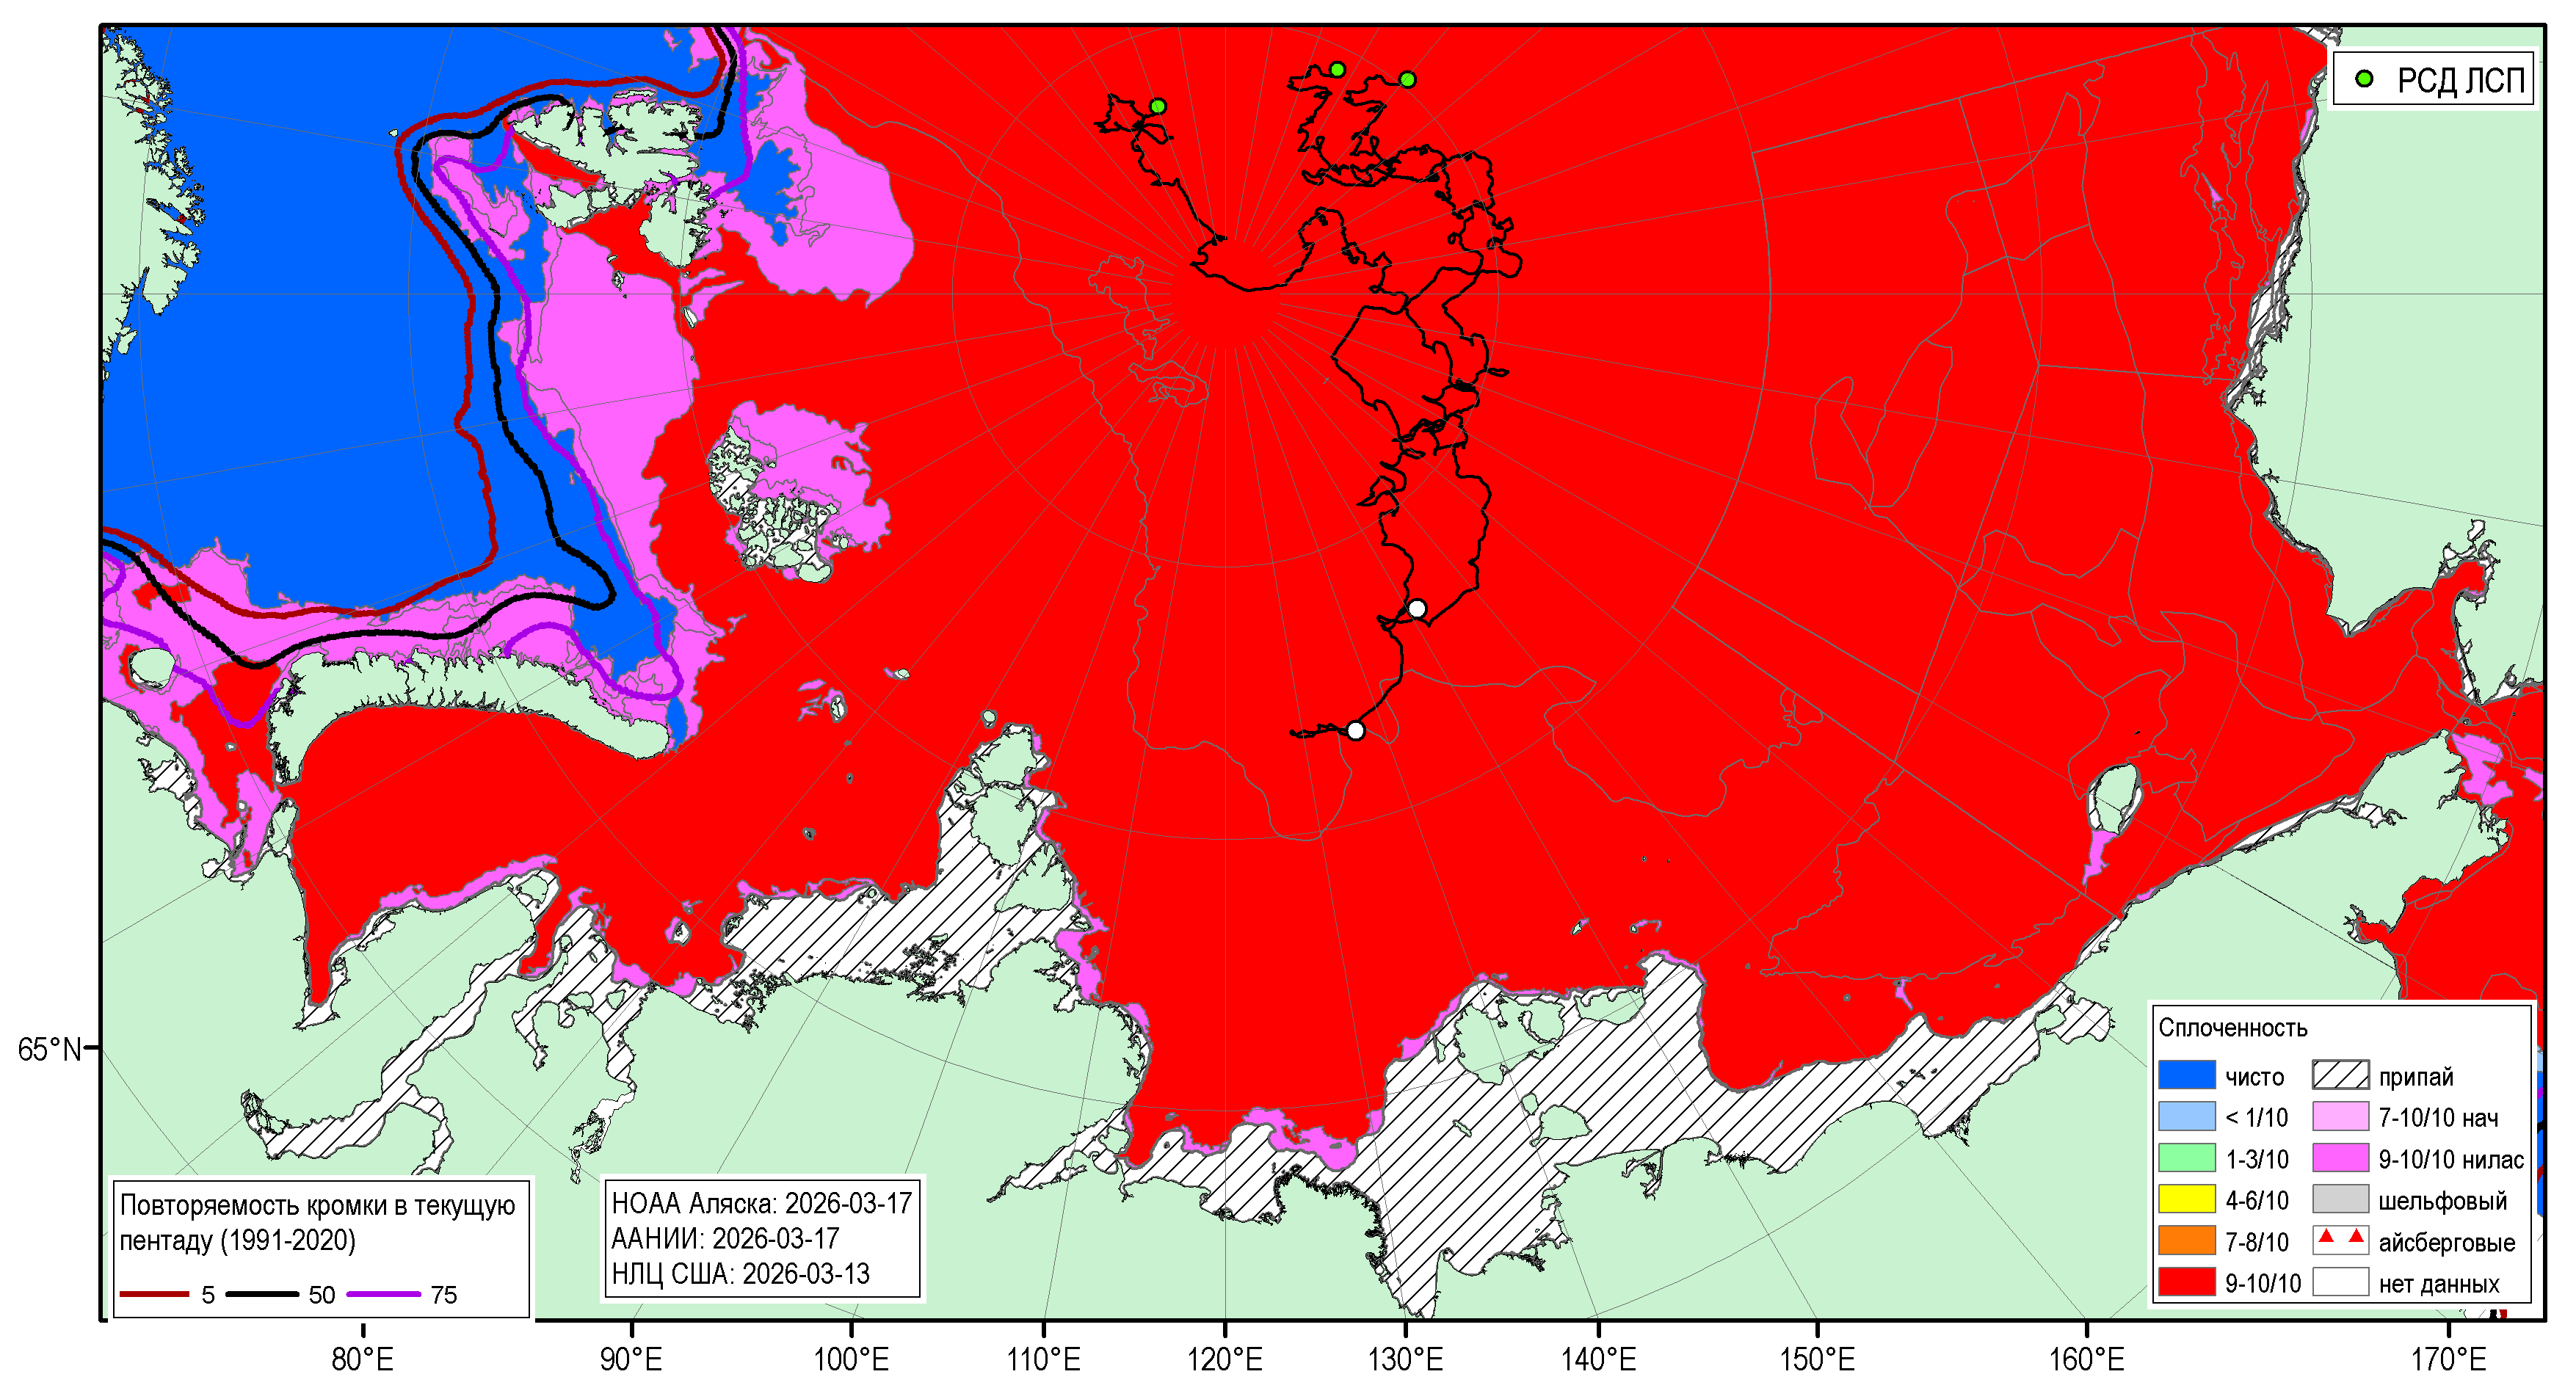 РСД ЛСП
65°N
Сплоченность
чисто
< 1/10
1-3/10
4-6/10
7-8/10
9-10/10
припай
7-10/10 нач
9-10/10 нилас
шельфовый
айсберговые
нет данных
Повторяемость кромки в текущую
пентаду (1991-2020)
5 50 75
НОАА Аляска: 2026-03-17
ААНИИ: 2026-03-17
НЛЦ США: 2026-03-13
80°E 90°E 100°E 110°E 120°E 130°E 140°E 150°E 160°E 170°E